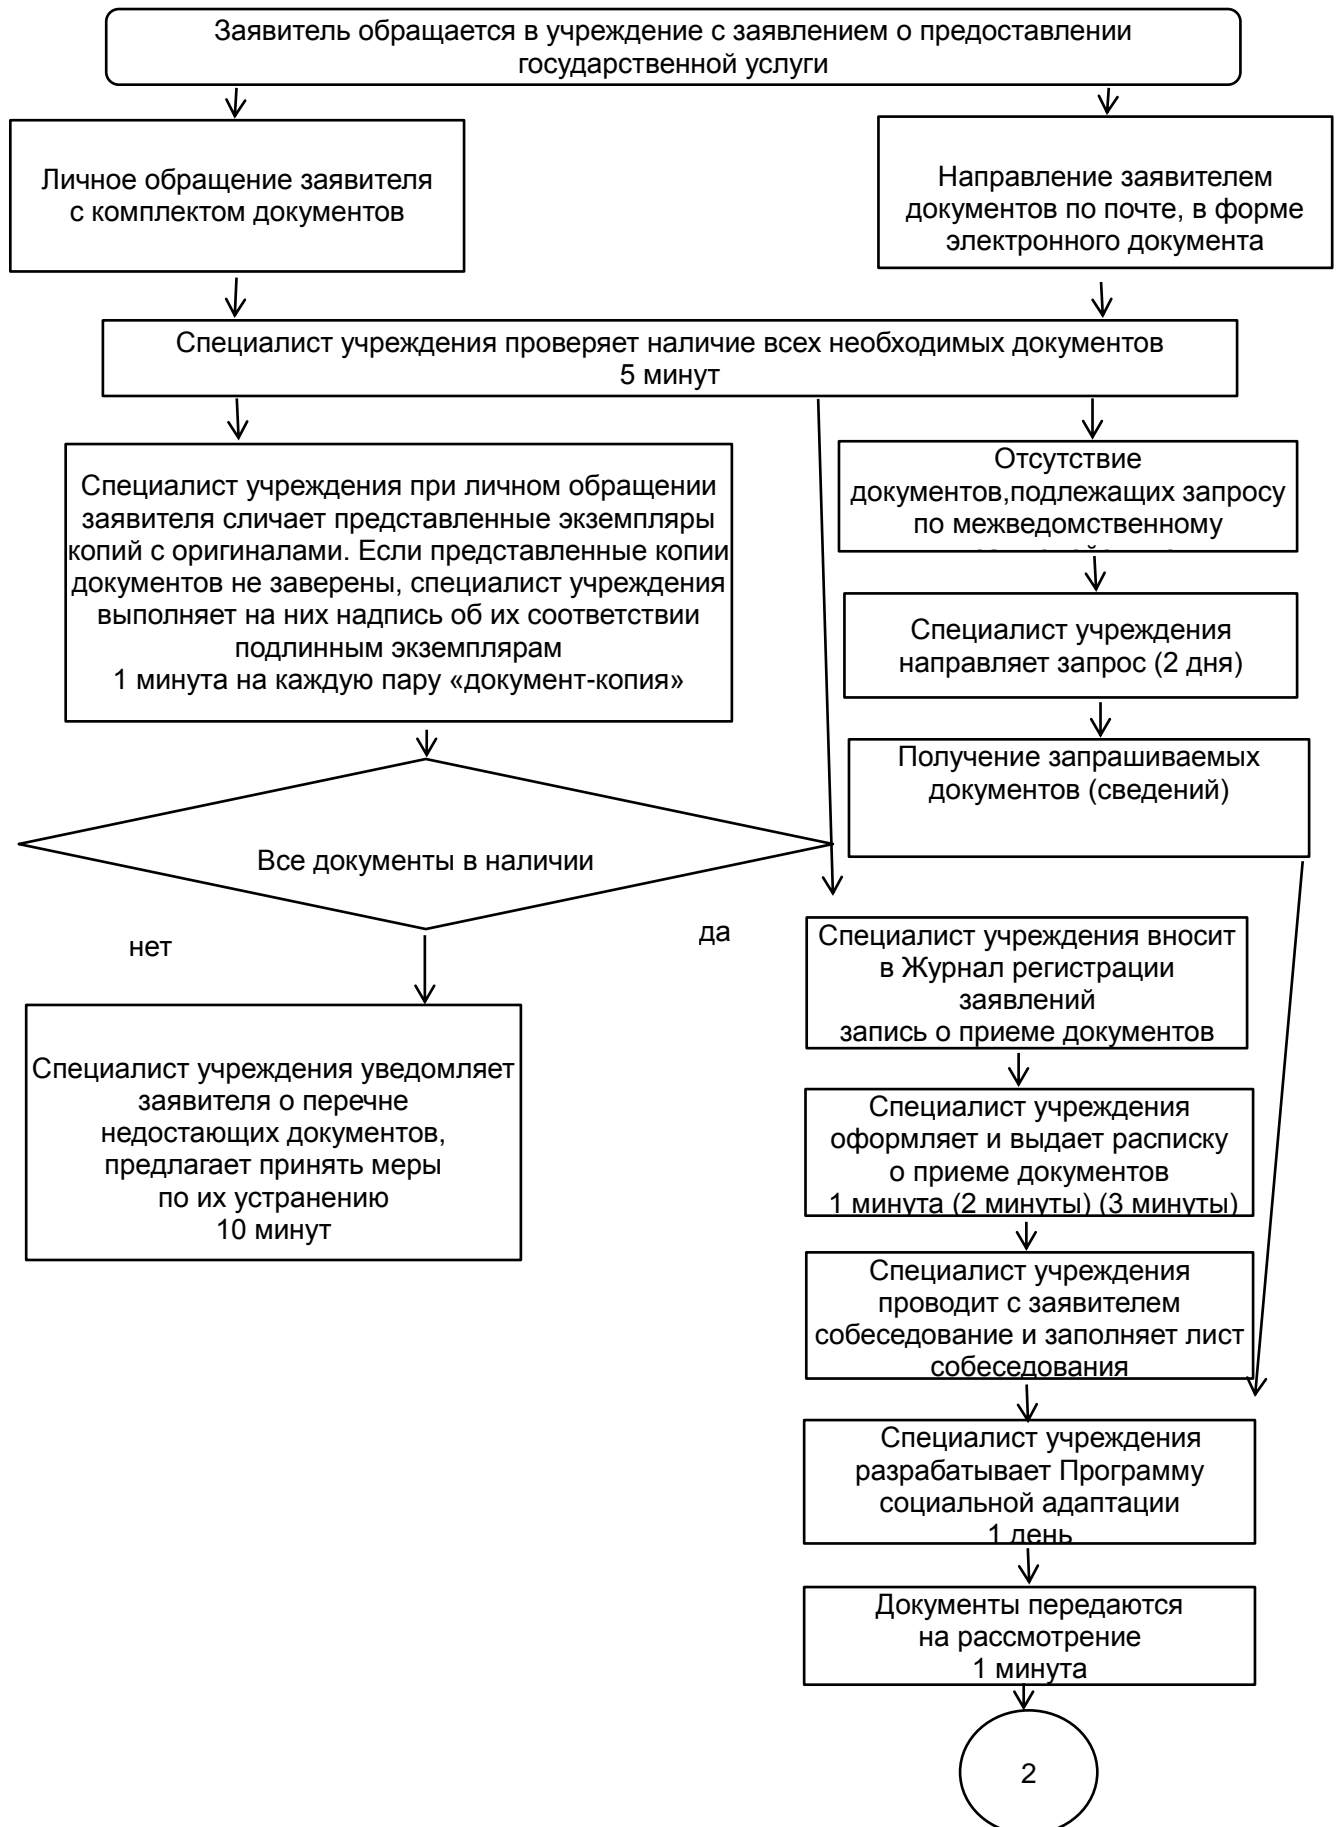 Заявитель обращается в учреждение с заявлением о предоставлении
государственной услуги
Личное обращение заявителя
с комплектом документов
Направление заявителем
документов по почте, в форме
электронного документа
Специалист учреждения проверяет наличие всех необходимых документов
5 минут
Специалист учреждения при личном обращении
заявителя сличает представленные экземпляры
копий с оригиналами. Если представленные копии
документов не заверены, специалист учреждения
выполняет на них надпись об их соответствии
подлинным экземплярам
1 минута на каждую пару «документ-копия»
Отсутствие
документов,подлежащих запросу
по межведомственному
Специалист учреждения
направляет запрос (2 дня)
Получение запрашиваемых
документов (сведений)
Все документы в наличии
нет
да
Специалист учреждения уведомляет
заявителя о перечне
недостающих документов,
предлагает принять меры
по их устранению
10 минут
Специалист учреждения вносит
в Журнал регистрации
заявлений
запись о приеме документов
Специалист учреждения
оформляет и выдает расписку
о приеме документов
1 минута (2 минуты) (3 минуты)
Специалист учреждения
проводит с заявителем
собеседование и заполняет лист
собеседования
Специалист учреждения
разрабатывает Программу
социальной адаптации
1 день
Документы передаются
на рассмотрение
1 минута
2